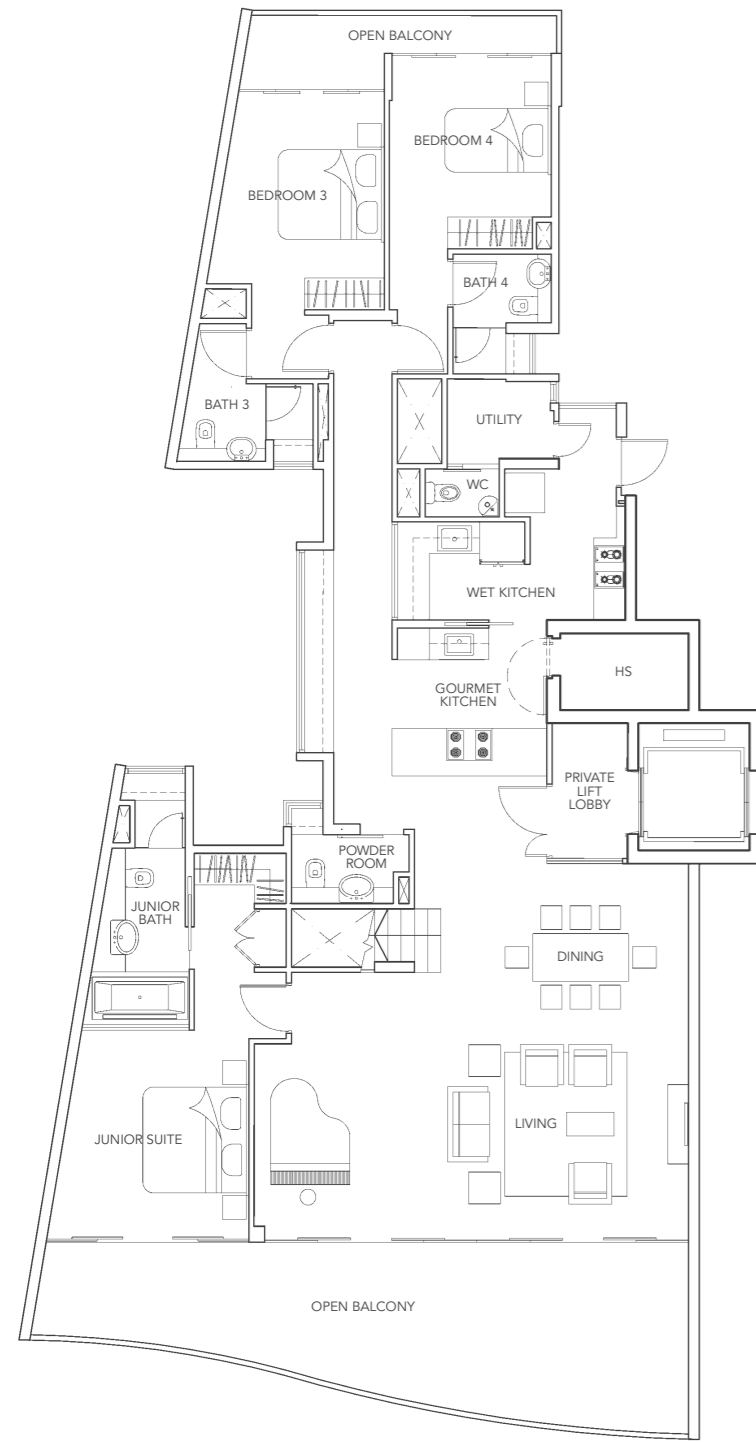 OPEN BALCONY
BEDROOM 4
BEDROOM 3
BATH 4
BATH 3
UTILITY
WC
WET KITCHEN
HS
GOURMET
KITCHEN
PRIVATE
LIFT
LOBBY
POWDER
ROOM
JUNIOR
BATH
DINING
LIVING
JUNIOR SUITE
OPEN BALCONY